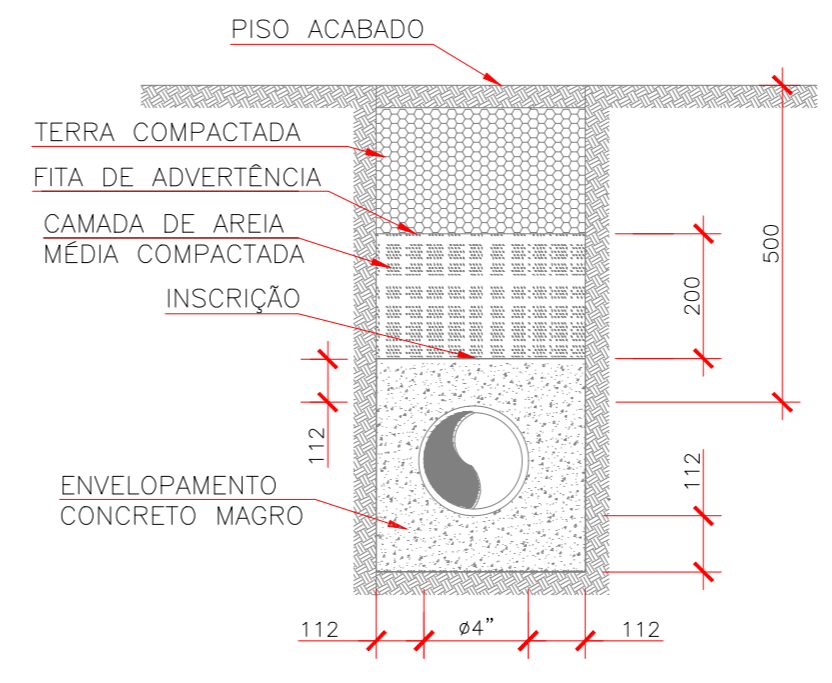 PISO ACABADO
TERRA COMPACTADA
FITA DE ADVERTÊNCIA
CAMADA DE AREIA
MÉDIA COMPACTADA
INSCRIÇÃO
500
200
112
112
ENVELOPAMENTO
CONCRETO MAGRO
112
ø4”
112